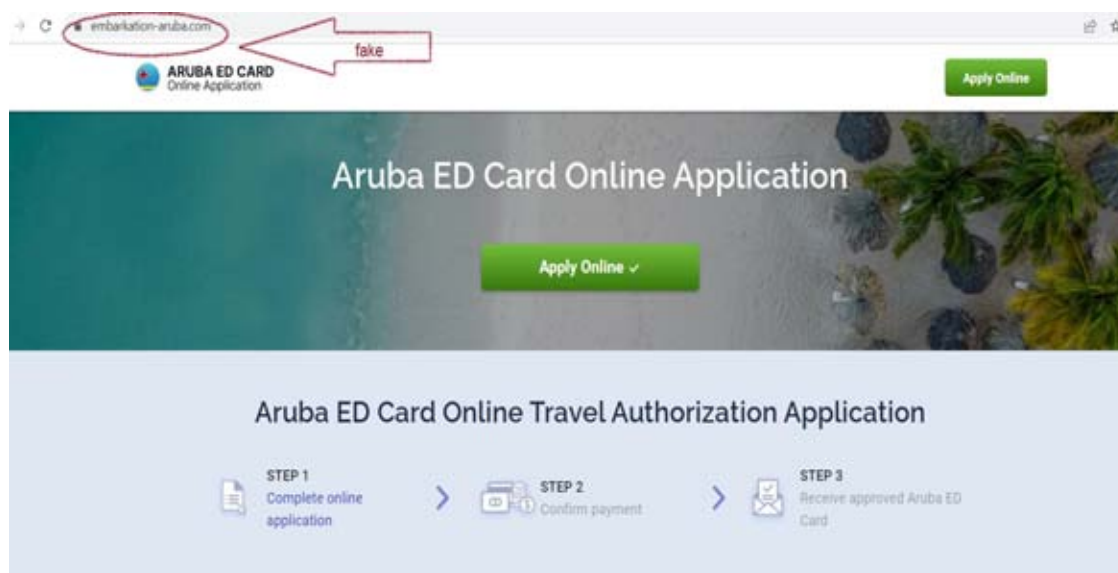 embarkation-aruba.com
fake
ARUBA ED CARD
Online Application
Apply Online
Aruba ED Card Online Application
Apply Online
Aruba ED Card Online Travel Authorization Application
STEP 1
Complete online
application
STEP 2
Confirm payment
STEP 3
Receive approved Aruba ED
Card